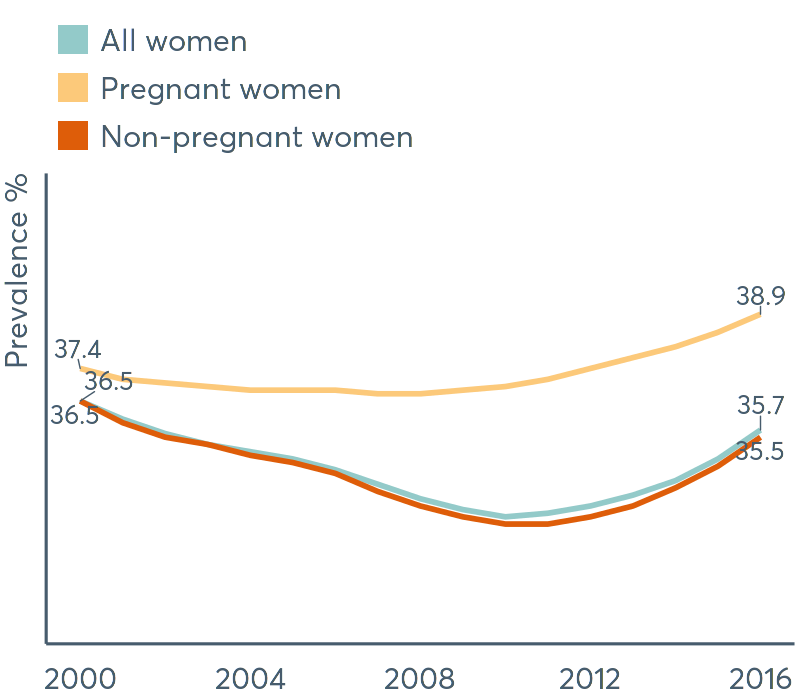 All women
Pregnant women
Non-pregnant women
Prevalence %
38.9
37.4
36.5
35.7
36.5
35.5
2000 2004 2008 2012 2016